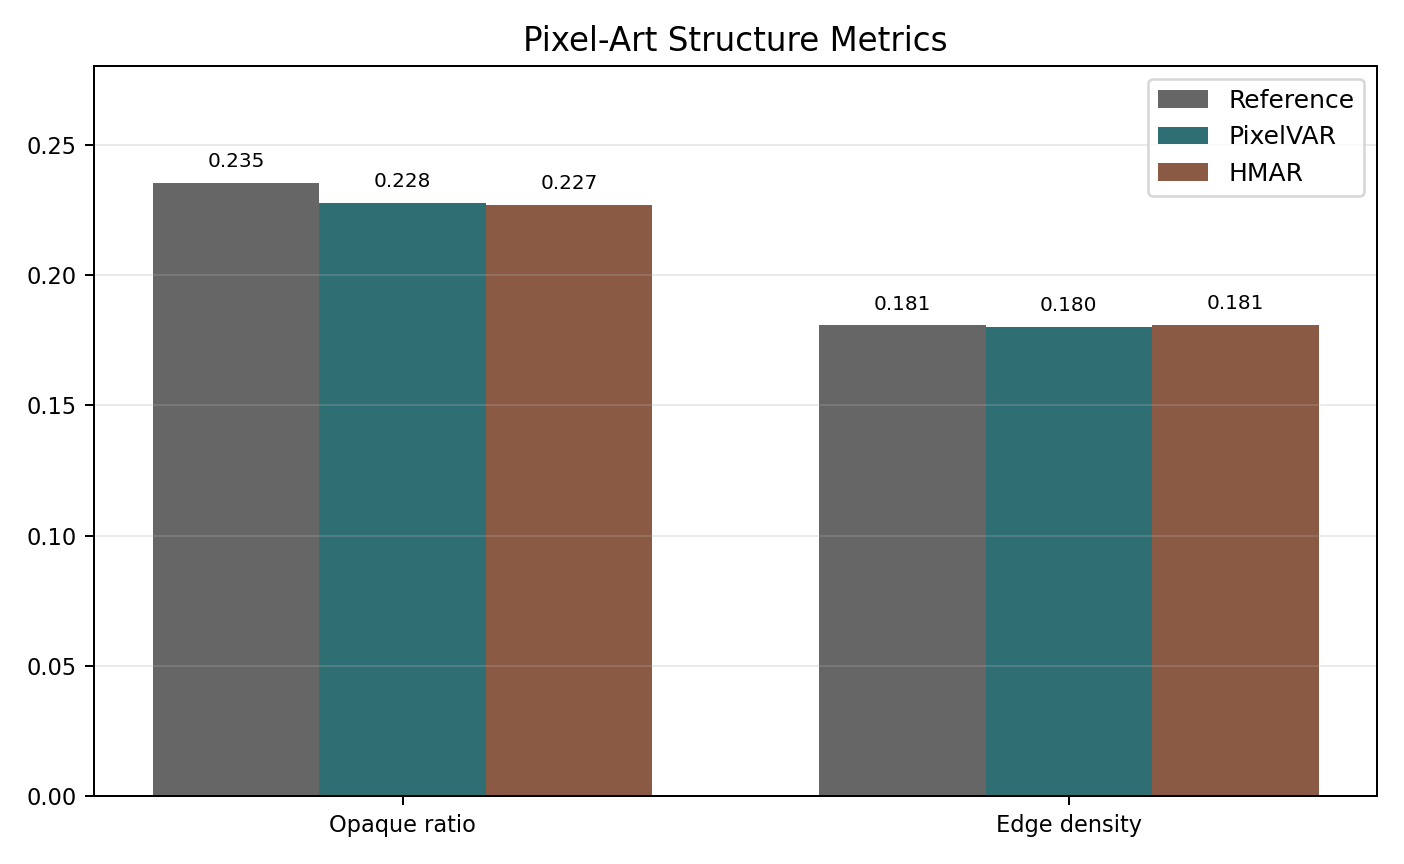 Pixel-Art Structure Metrics
Reference
PixelVAR
HMAR
0.25
0.20
0.15
0.10
0.05
0.00
0.235
0.228
0.227
0.181
0.180
0.181
Opaque ratio
Edge density